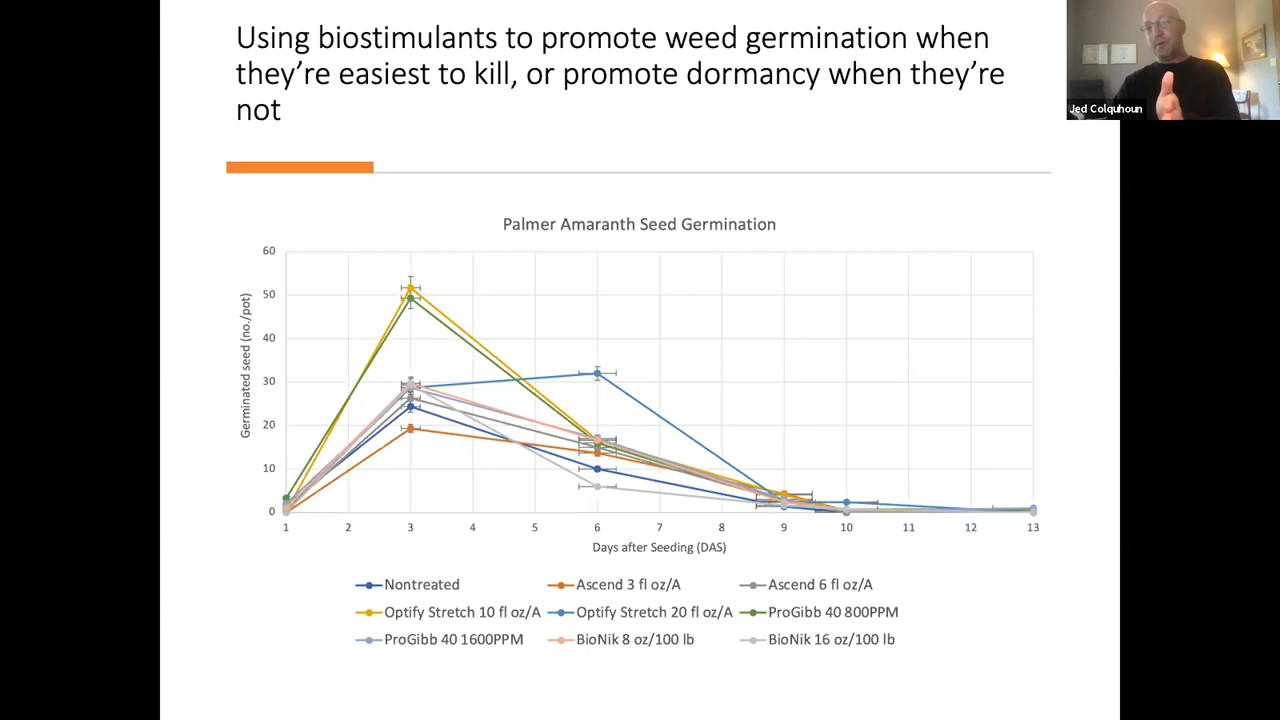 Using biostimulants to promote weed germination when
they’re easiest to kill, or promote dormancy when they’re
not
Jed Colquhoun
Palmer Amaranth Seed Germination
Germinated seed (no./pot)
60
50
40
30
20
10
0
1 2 3 4 5 6 7 8 9 10 11 12 13
Days after Seeding (DAS)
Nontreated Ascend 3 fl oz/A Ascend 6 fl oz/A
Optify Stretch 10 fl oz/A Optify Stretch 20 fl oz/A ProGibb 40 800PPM
ProGibb 40 1600PPM BioNik 8 oz/100 lb BioNik 16 oz/100 lb